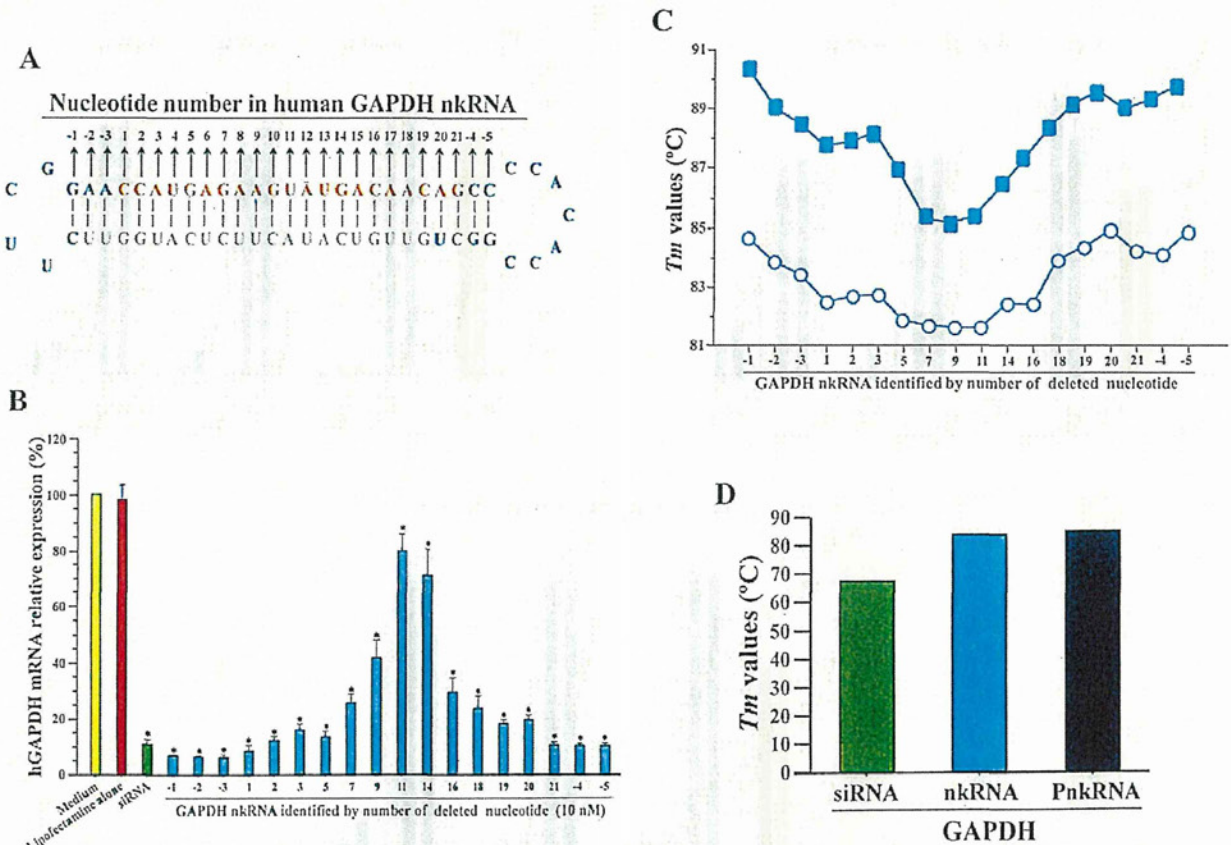 A
Nucleotide number in human GAPDH nkRNA
-1 -2 -3 1 2 3 4 5 6 7 8 9 10 11 12 13 14 15 16 17 18 19 20 21 -4 -5
G GAACCAUGAGAAGUAUGACAACAGCC C C A
C C
U CUUGGUACUCUUCAUACUGUUGUCGG A
U C C
B
hGAPDH mRNA relative expression (%)
120
100
80
60
40
20
0
* * * * * * * * * * * * * * * * * *
Medium
Lipofectamine alone
siRNA
-1 -2 -3 1 2 3 5 7 9 11 14 16 18 19 20 21 -4 -5
GAPDH nkRNA identified by number of deleted nucleotide (10 nM)
C
Tm values (°C)
91
89
87
85
83
81
-1 -2 -3 1 2 3 5 7 9 11 14 16 18 19 20 21 -4 -5
GAPDH nkRNA identified by number of deleted nucleotide
D
Tm values (°C)
90
80
70
60
50
40
30
20
10
0
siRNA nkRNA PnkRNA
GAPDH